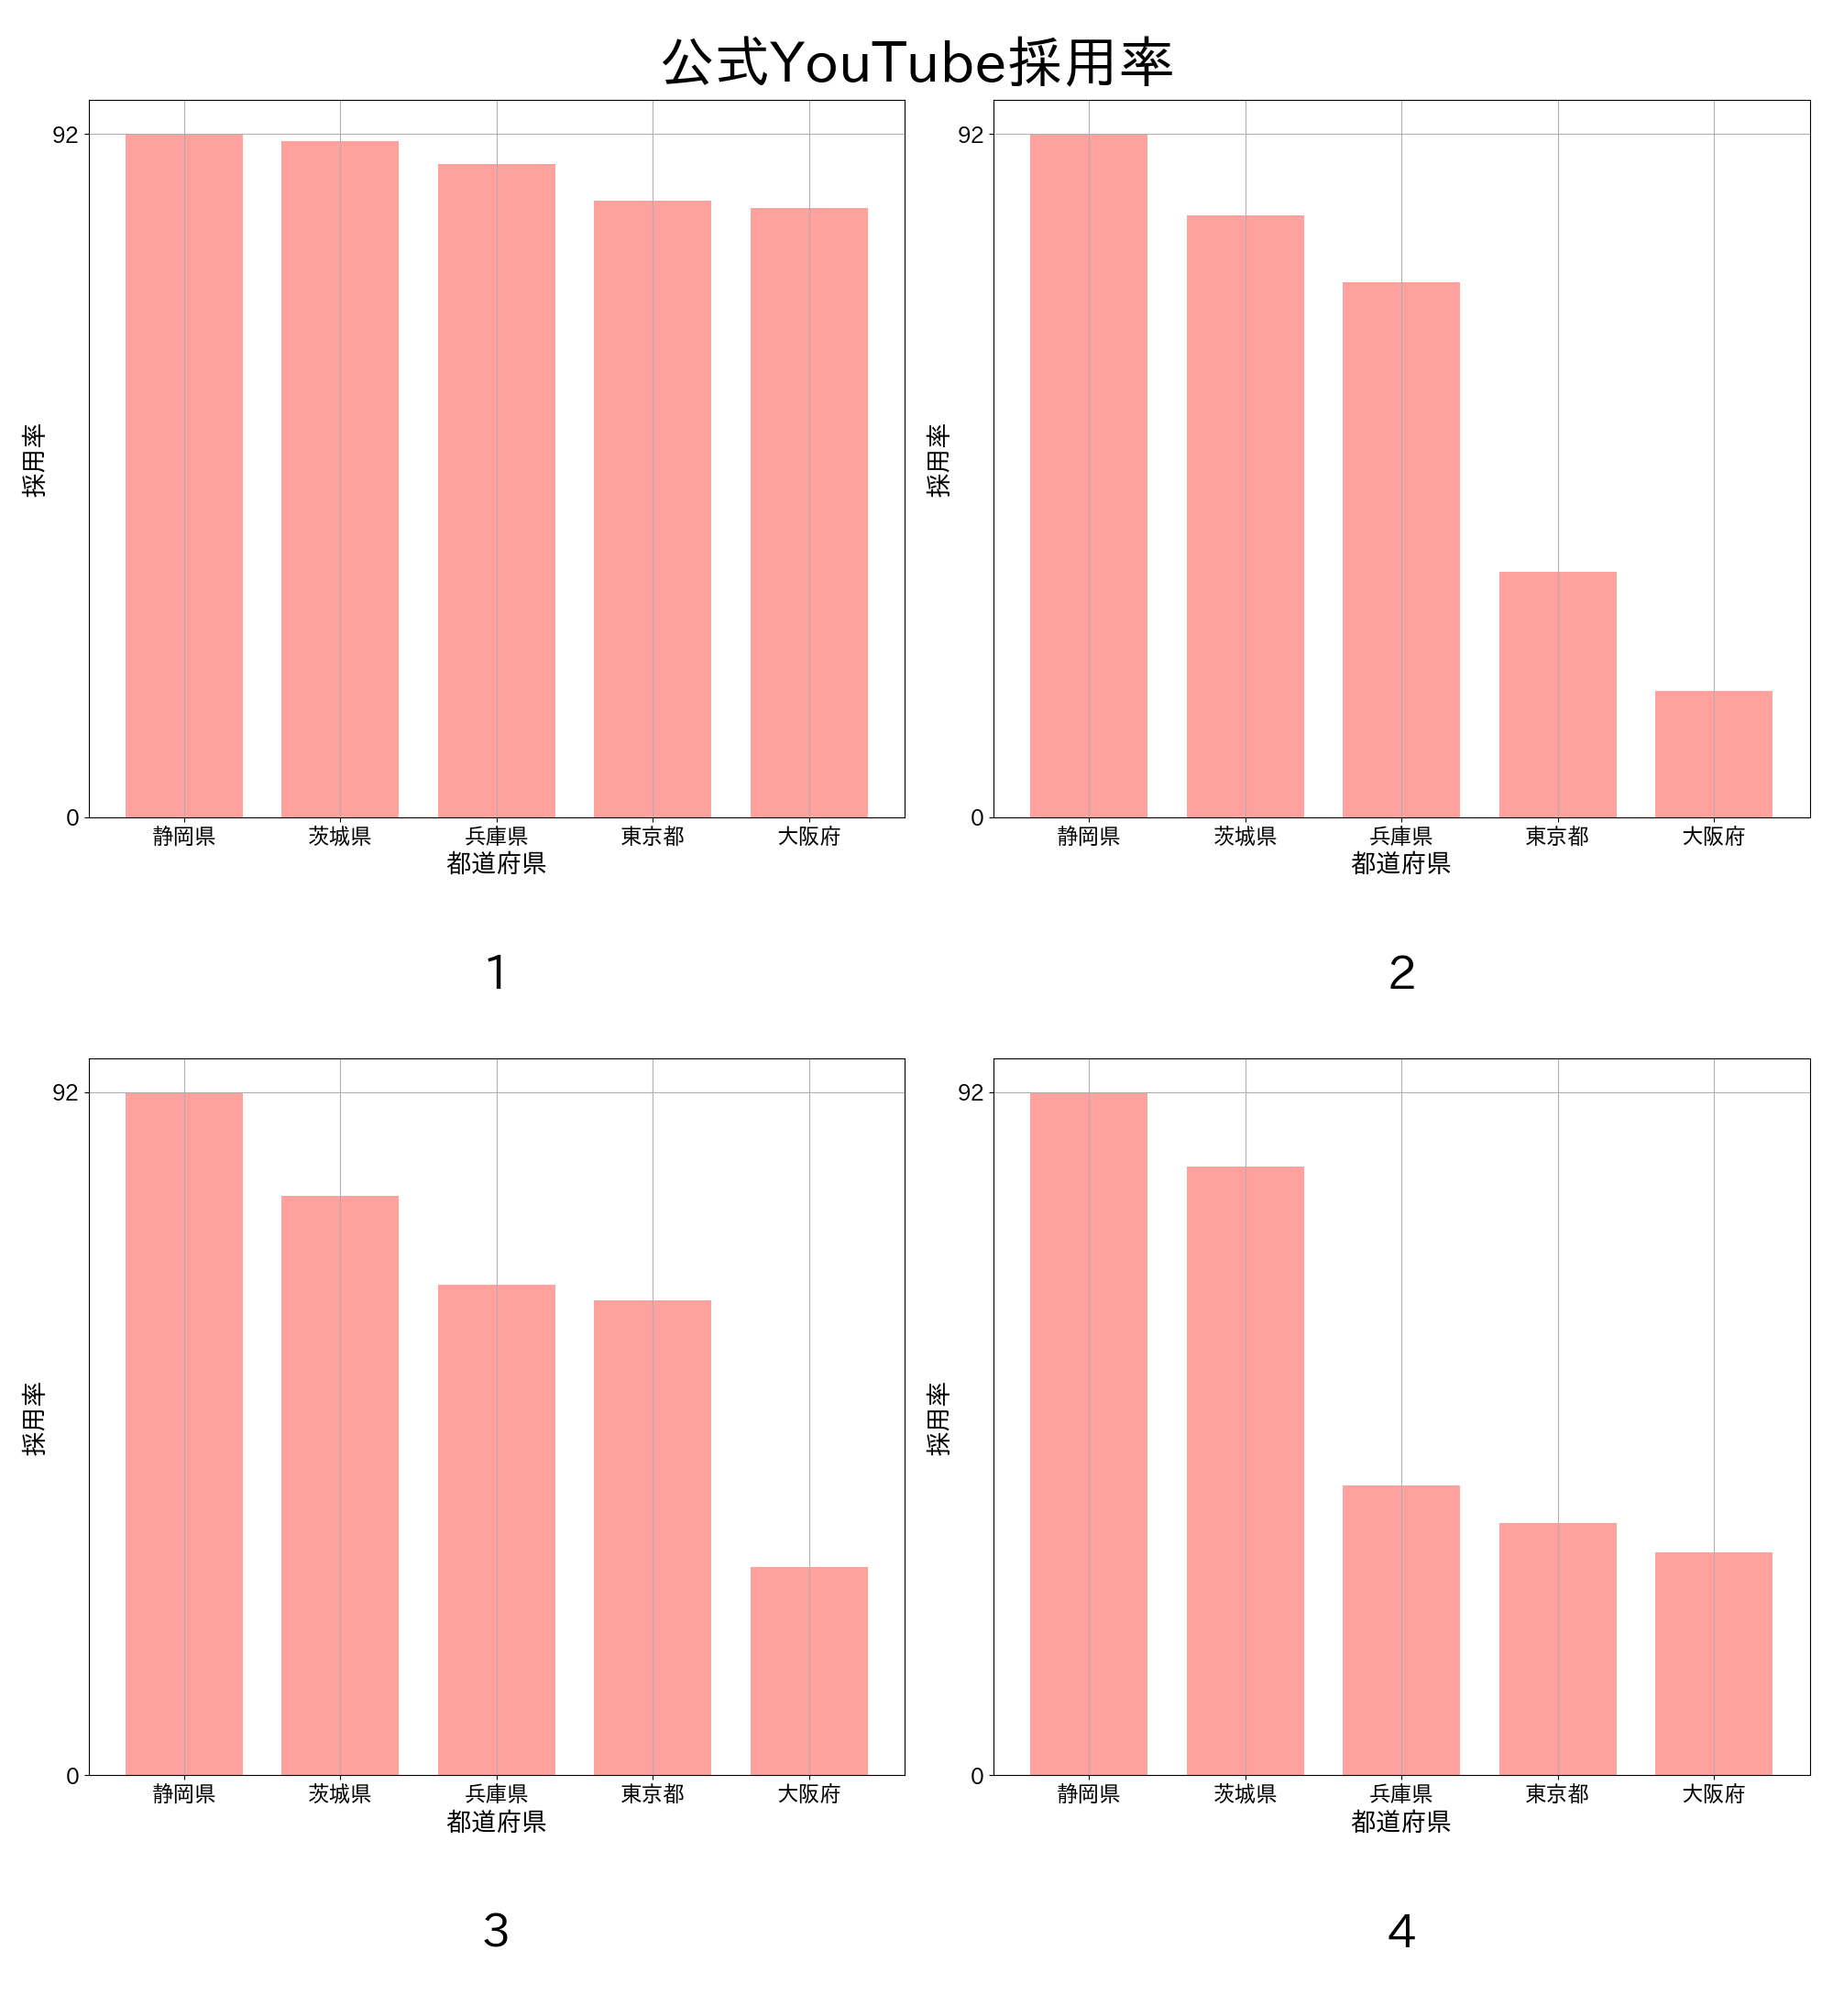 公式YouTube採用率
92
0
採用率
静岡県 茨城県 兵庫県 東京都 大阪府
都道府県
1
92
0
採用率
静岡県 茨城県 兵庫県 東京都 大阪府
都道府県
2
92
0
採用率
静岡県 茨城県 兵庫県 東京都 大阪府
都道府県
3
92
0
採用率
静岡県 茨城県 兵庫県 東京都 大阪府
都道府県
4